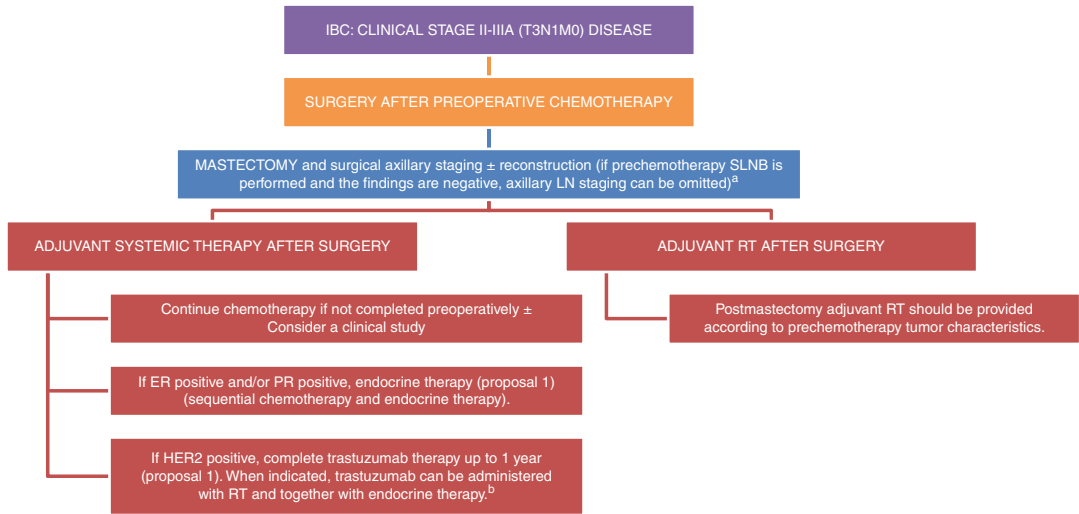 IBC: CLINICAL STAGE II-IIIA (T3N1M0) DISEASE
SURGERY AFTER PREOPERATIVE CHEMOTHERAPY
MASTECTOMY and surgical axillary staging ± reconstruction (if prechemotherapy SLNB is
performed and the findings are negative, axillary LN staging can be omitted)a
ADJUVANT SYSTEMIC THERAPY AFTER SURGERY
Continue chemotherapy if not completed preoperatively ±
Consider a clinical study
If ER positive and/or PR positive, endocrine therapy (proposal 1)
(sequential chemotherapy and endocrine therapy).
If HER2 positive, complete trastuzumab therapy up to 1 year
(proposal 1). When indicated, trastuzumab can be administered
with RT and together with endocrine therapy.b
ADJUVANT RT AFTER SURGERY
Postmastectomy adjuvant RT should be provided
according to prechemotherapy tumor characteristics.